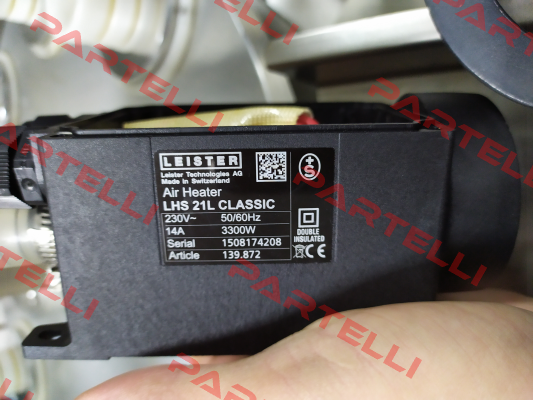 LEISTER
Leister Technologies AG
Made in Switzerland
Air Heater
LHS 21L CLASSIC
230V~ 50/60Hz
14A 3300W
Serial 1508174208
Article 139.872
+S
DOUBLE
INSULATED
CE
PARTELLI
PARTELLI
PARTELLI
PARTELLI
PARTELLI
PARTELLI
PARTELLI